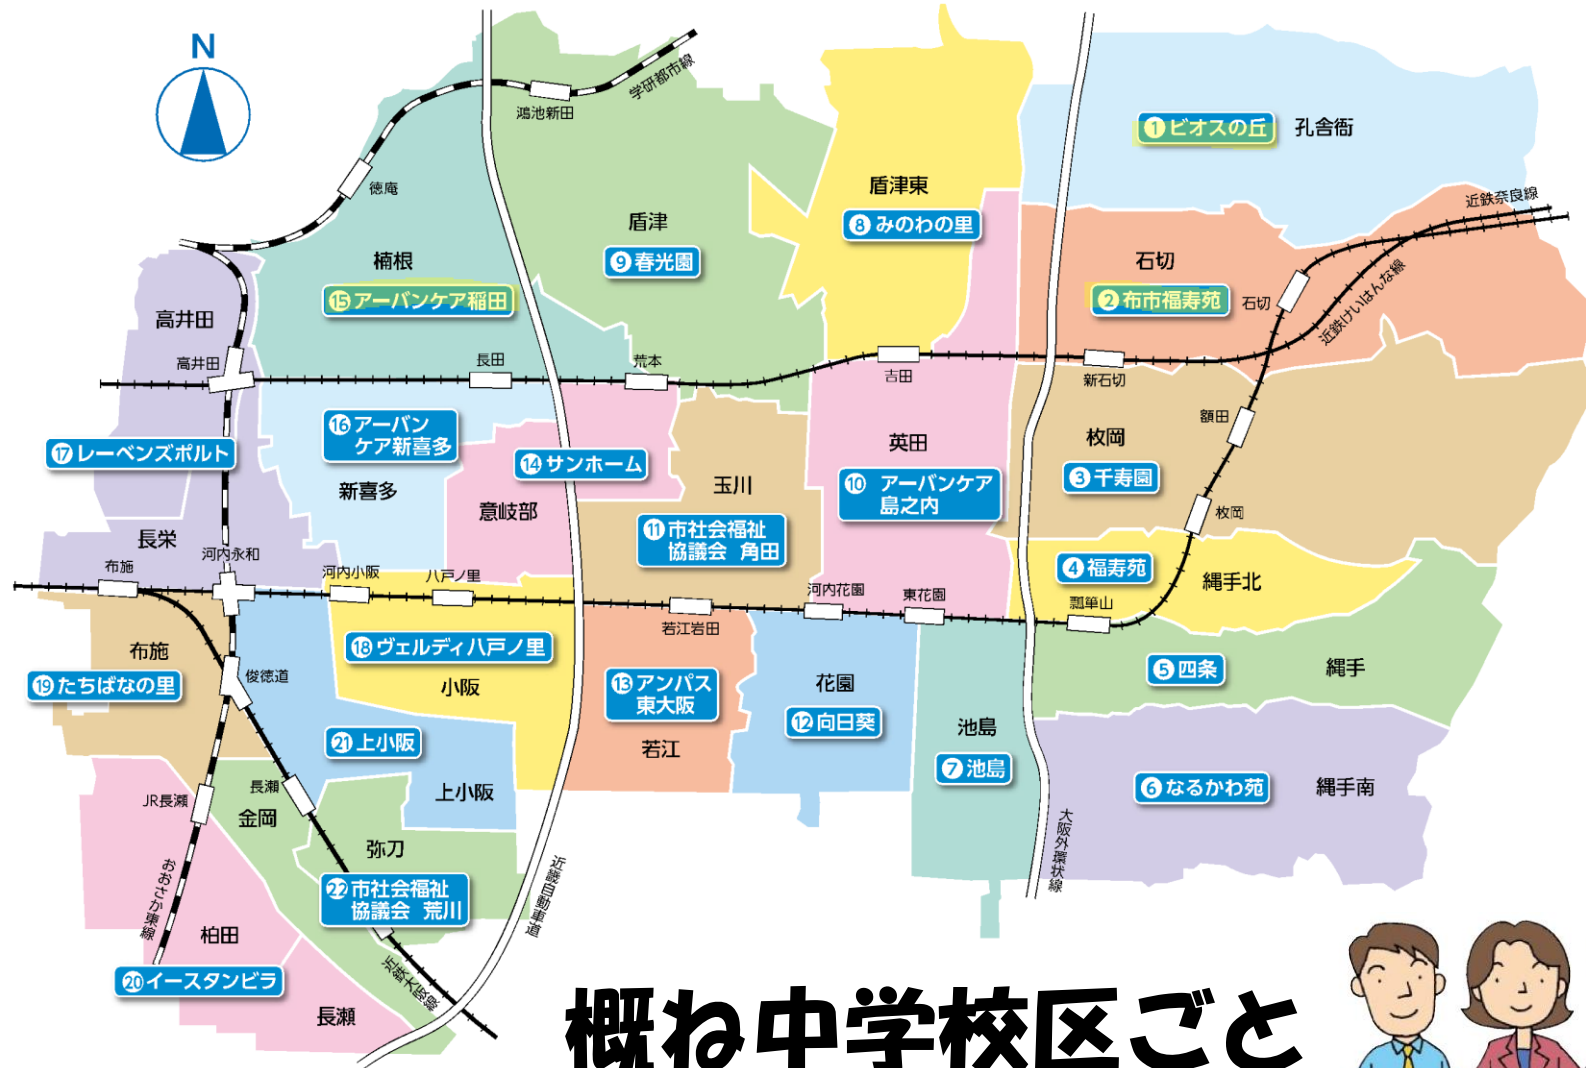 N
学研都市線
鴻池新田
徳庵
①ビオスの丘
孔舎衙
盾津東
⑧みのわの里
盾津
⑨春光園
近鉄奈良線
楠根
⑮アーバンケア稲田
石切
②布市福寿苑
石切
近鉄けいはんな線
高井田
高井田
長田
荒本
吉田
新石切
額田
⑯アーバン
ケア新喜多
⑰レーベンズポルト
新喜多
⑭サンホーム
意岐部
玉川
⑪市社会福祉
協議会 角田
英田
⑩ アーバンケア
島之内
枚岡
③千寿園
枚岡
長栄
河内永和
布施
河内小阪
八戸ノ里
④福寿苑
縄手北
瓢箪山
河内花園
東花園
若江岩田
布施
⑲たちばなの里
俊徳道
⑱ヴェルディ八戸ノ里
小阪
⑬アンパス
東大阪
若江
花園
⑫向日葵
⑤四条
縄手
池島
⑦池島
⑥なるかわ苑
縄手南
㉑上小阪
上小阪
JR長瀬
長瀬
金岡
弥刀
㉒市社会福祉
協議会 荒川
おおさか東線
近畿自動車道
大阪外環状線
柏田
⑳イースタンビラ
長瀬
近鉄大阪線
概ね中学校区ごと